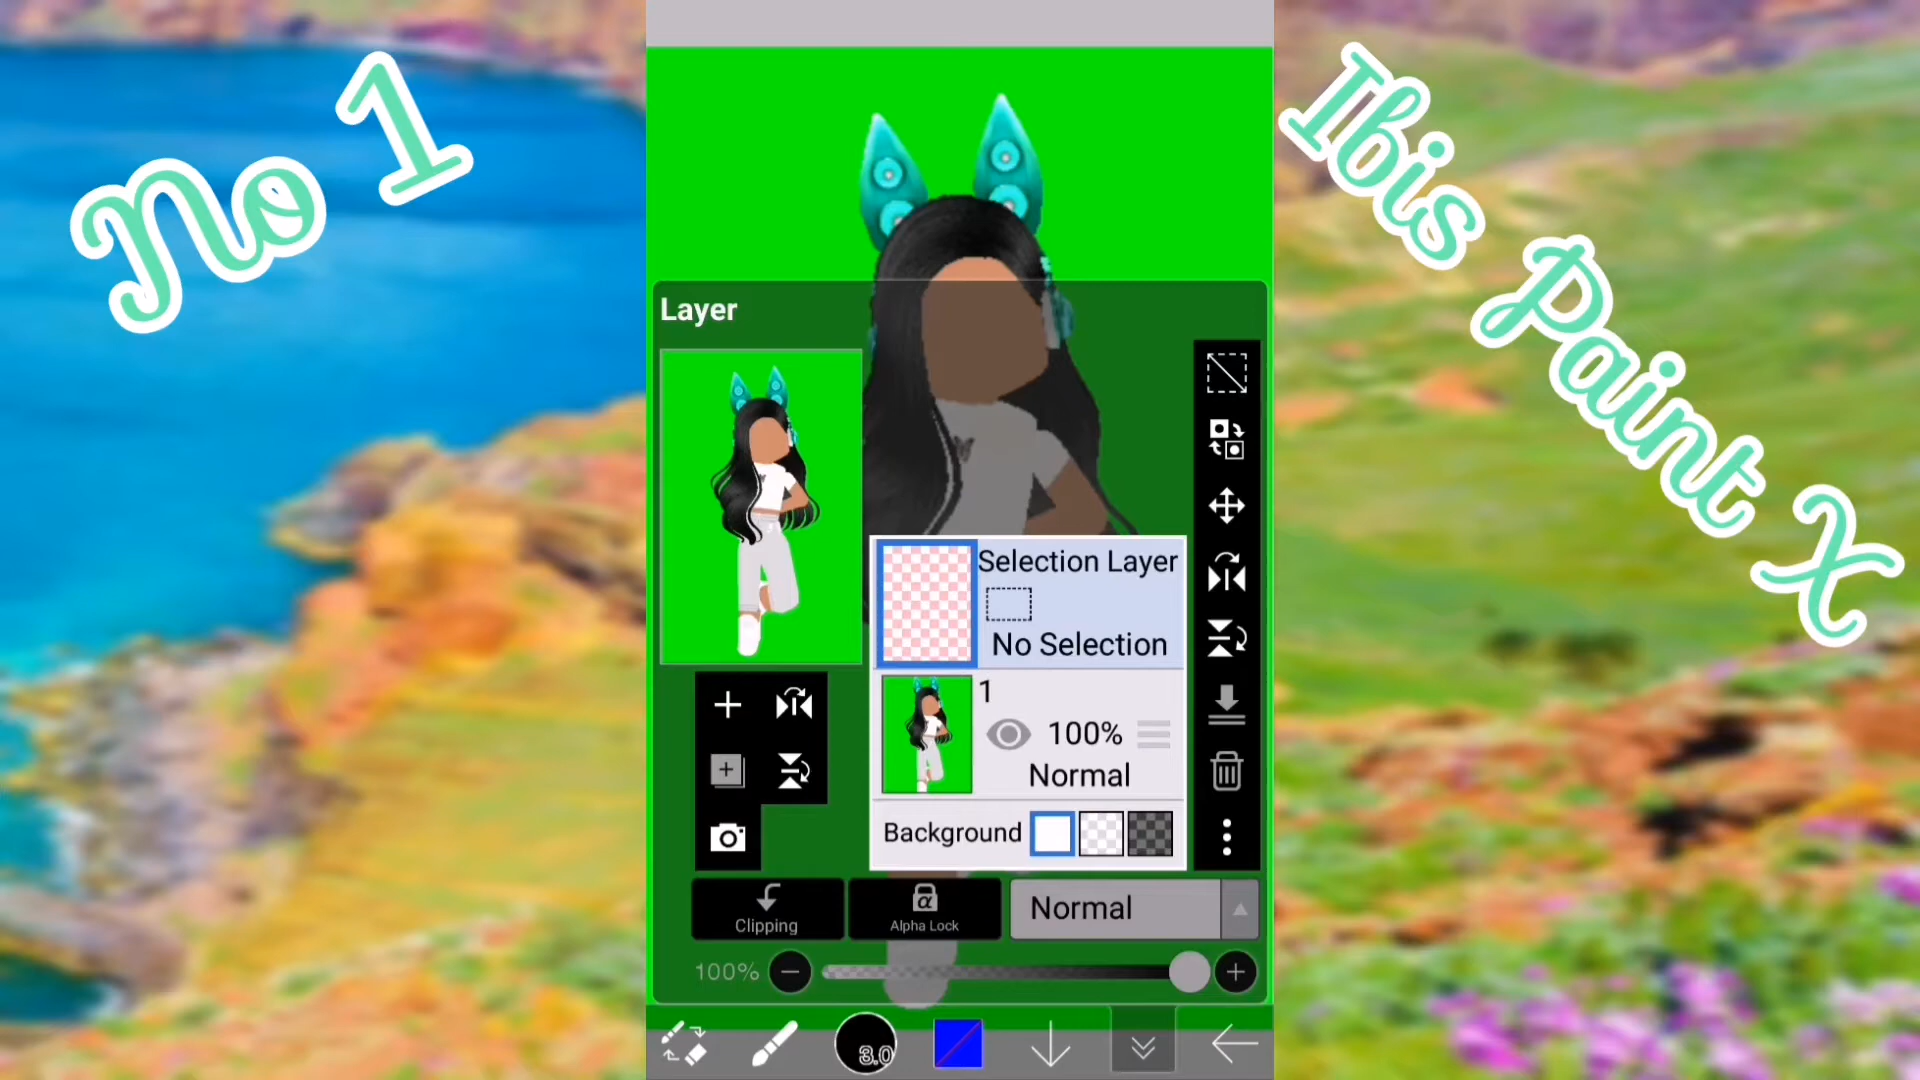 No 1
Ibis Paint X
Layer
Selection Layer
No Selection
1
100%
Normal
Background
Clipping
Alpha Lock
α
Normal
100%
3.0